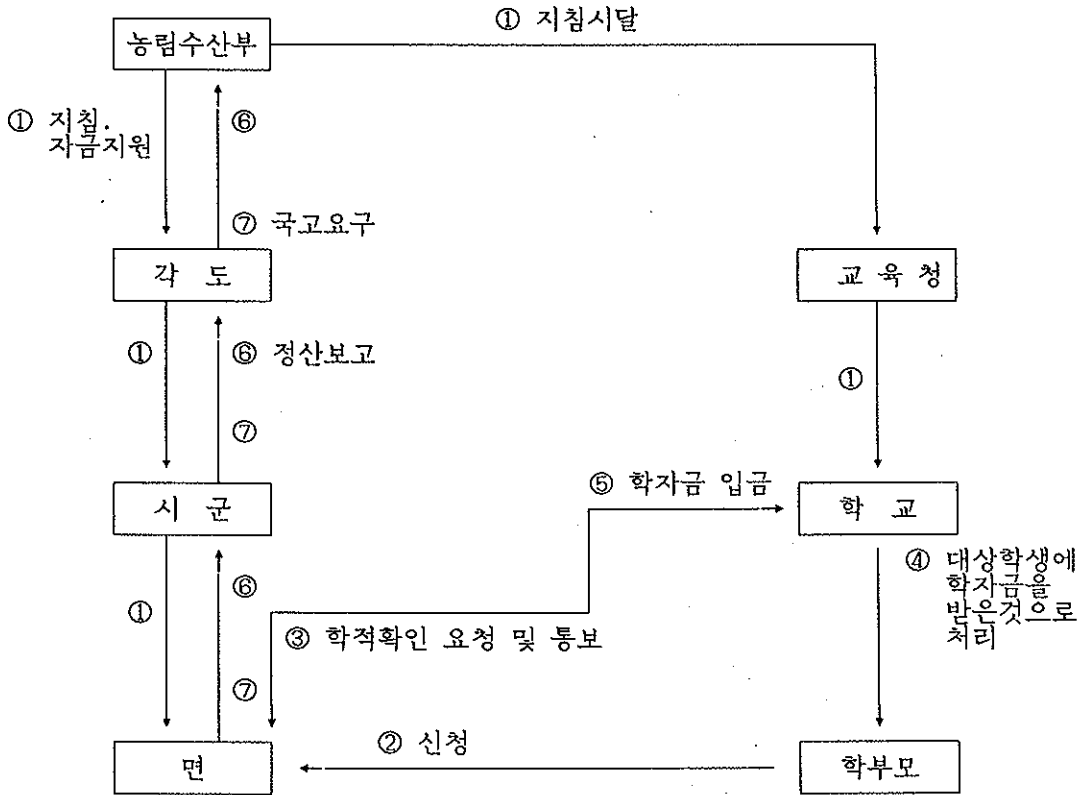 ① 지침시달
농림수산부
① 지침.
자금지원
⑥
⑦ 국고요구
각 도
교 육 청
①
⑥ 정산보고
①
⑦
⑤ 학자금 입금
시 군
학 교
④ 대상학생에
학자금을
받은것으로
처리
⑥
①
③ 학적확인 요청 및 통보
⑦
② 신청
면
학부모